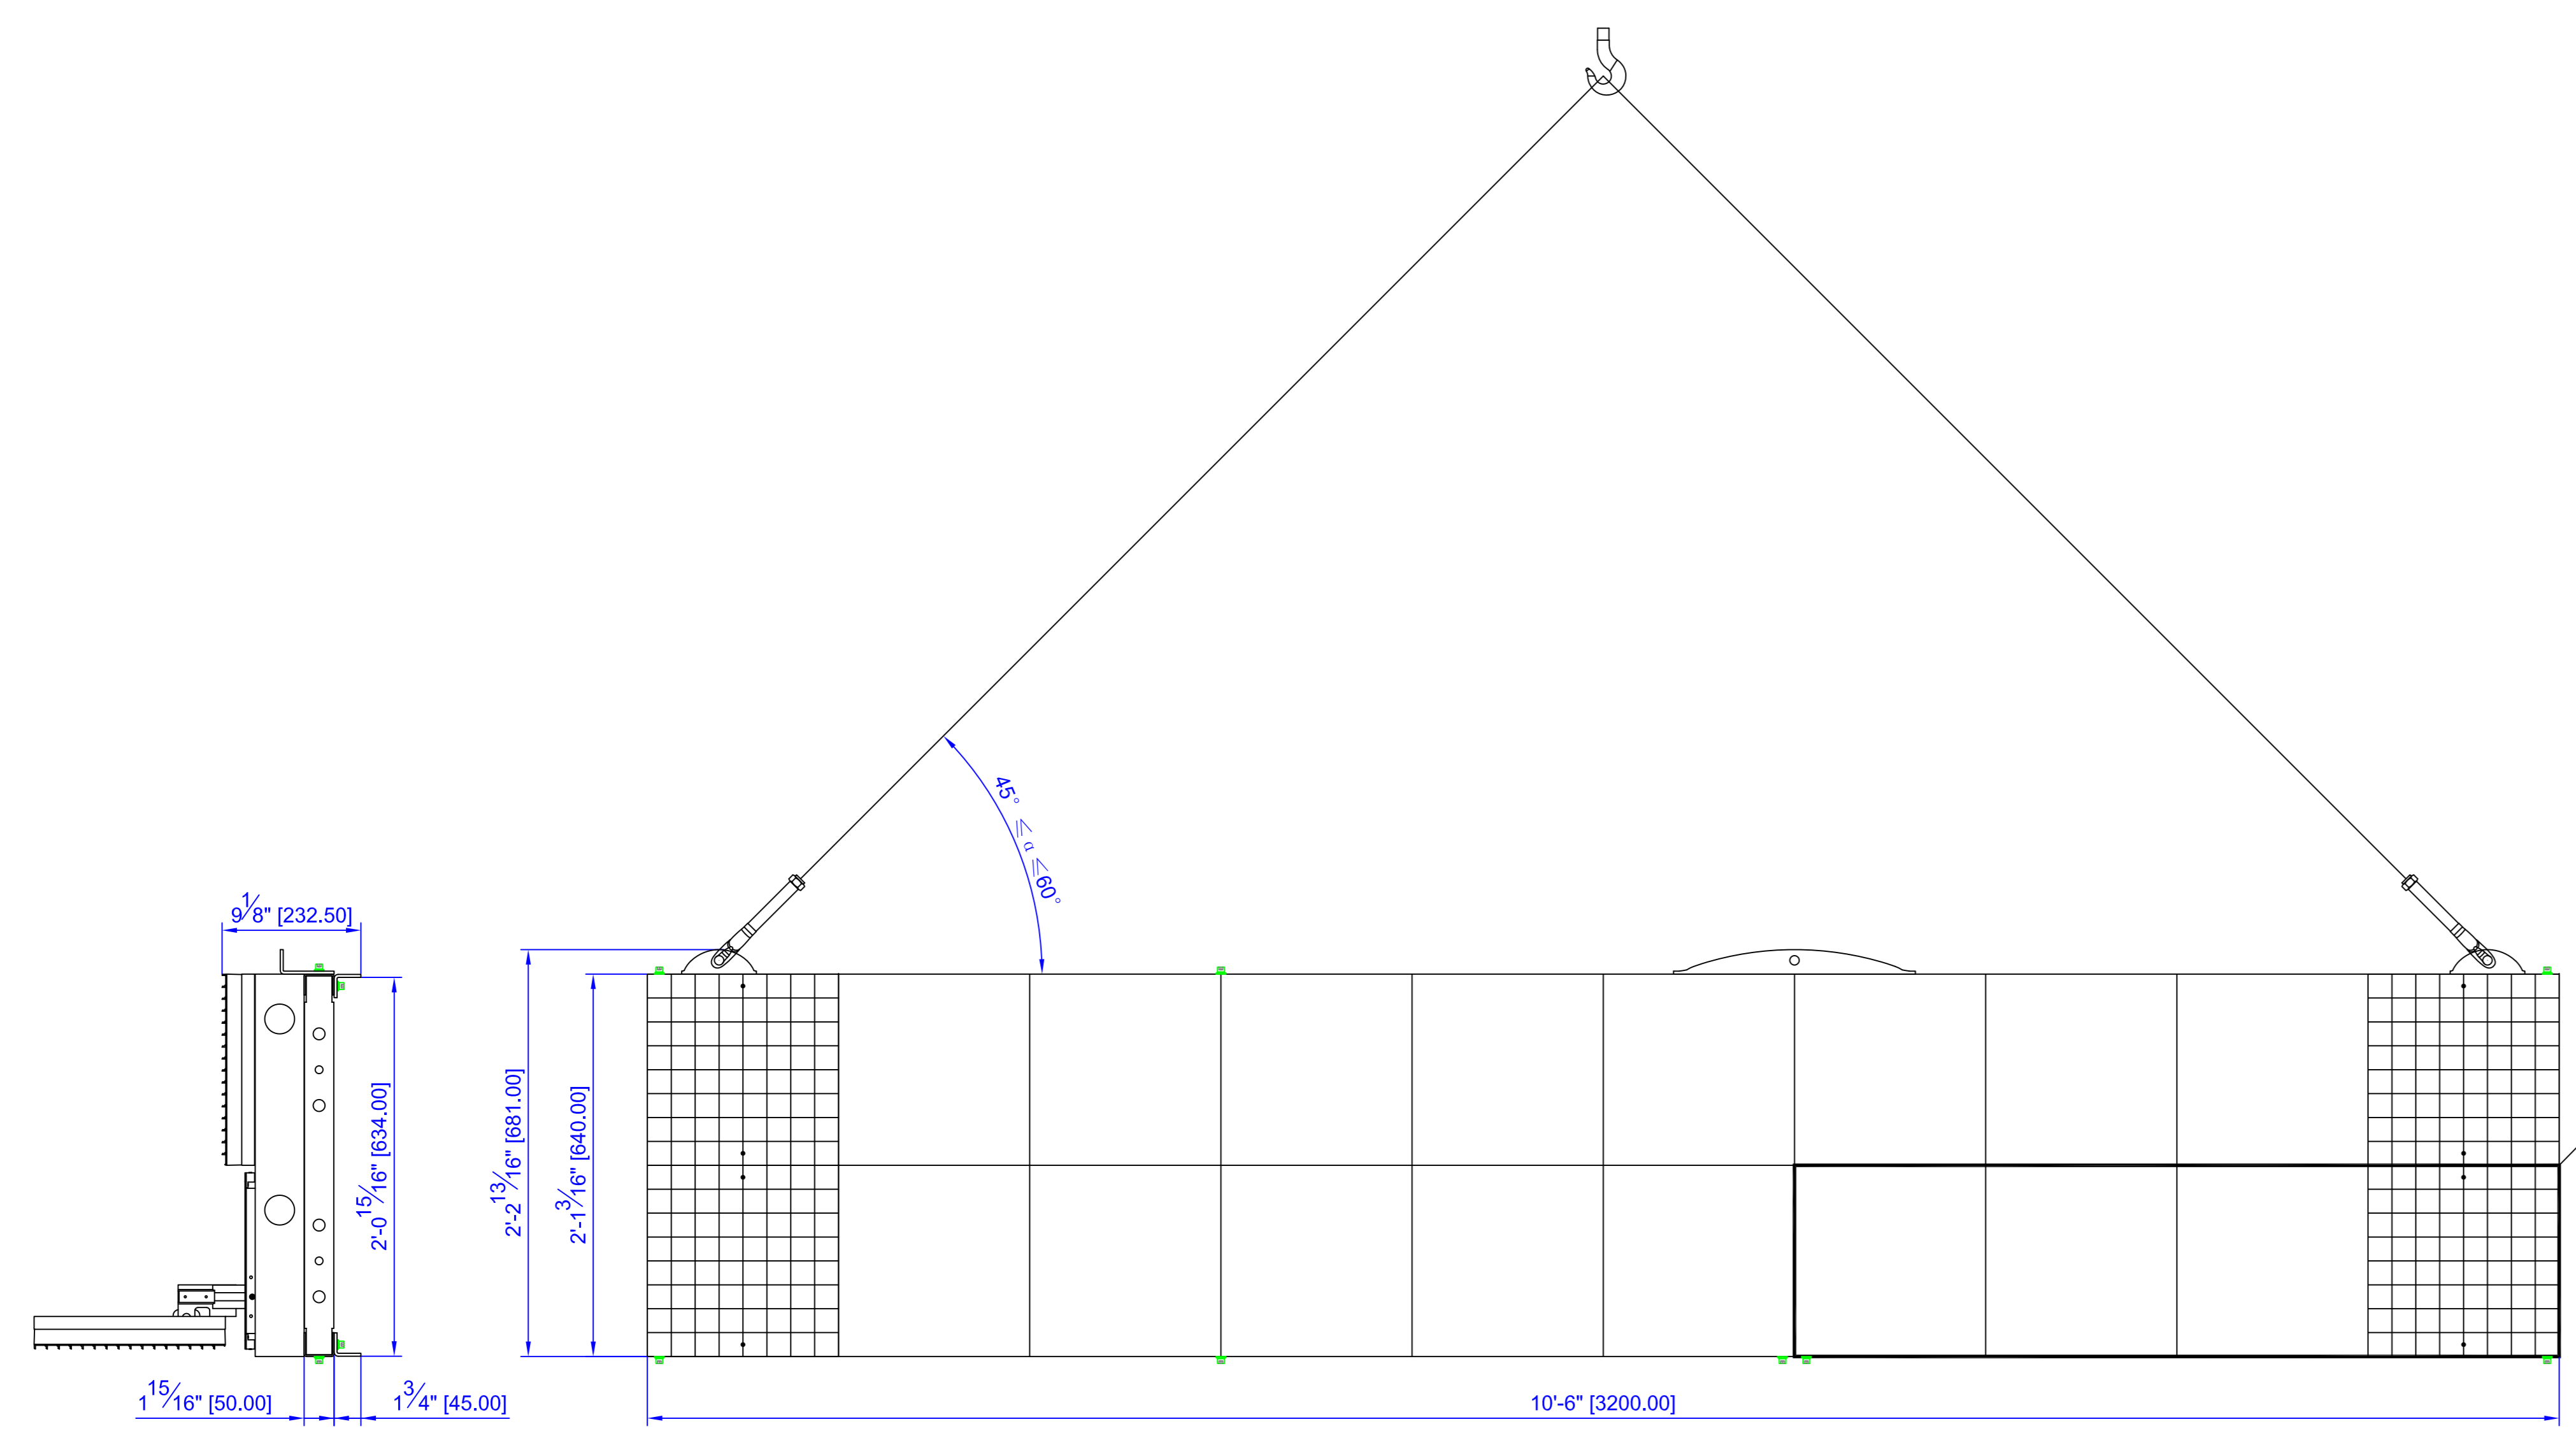 45° ≤ a ≤60°
9 1/8" [232.50]
2'-0 15/16" [634.00]
2'-2 13/16" [681.00]
2'-1 3/16" [640.00]
1 15/16" [50.00]
1 3/4" [45.00]
10'-6" [3200.00]